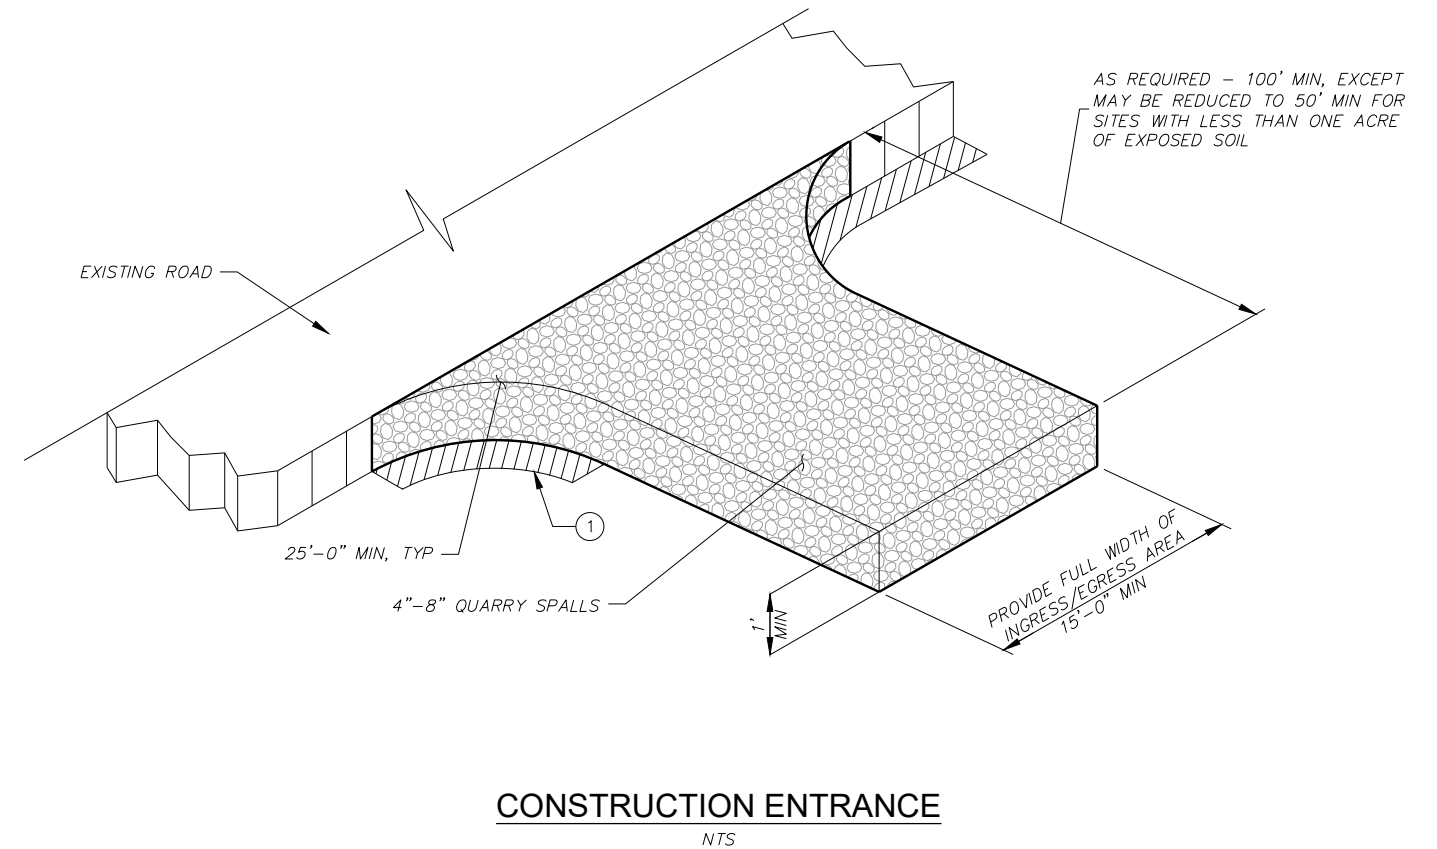 AS REQUIRED – 100' MIN, EXCEPT
MAY BE REDUCED TO 50' MIN FOR
SITES WITH LESS THAN ONE ACRE
OF EXPOSED SOIL
EXISTING ROAD
1
25'–0" MIN, TYP
4"–8" QUARRY SPALLS
1'
MIN
PROVIDE FULL WIDTH OF
INGRESS/EGRESS AREA
15'–0" MIN
CONSTRUCTION ENTRANCE
NTS